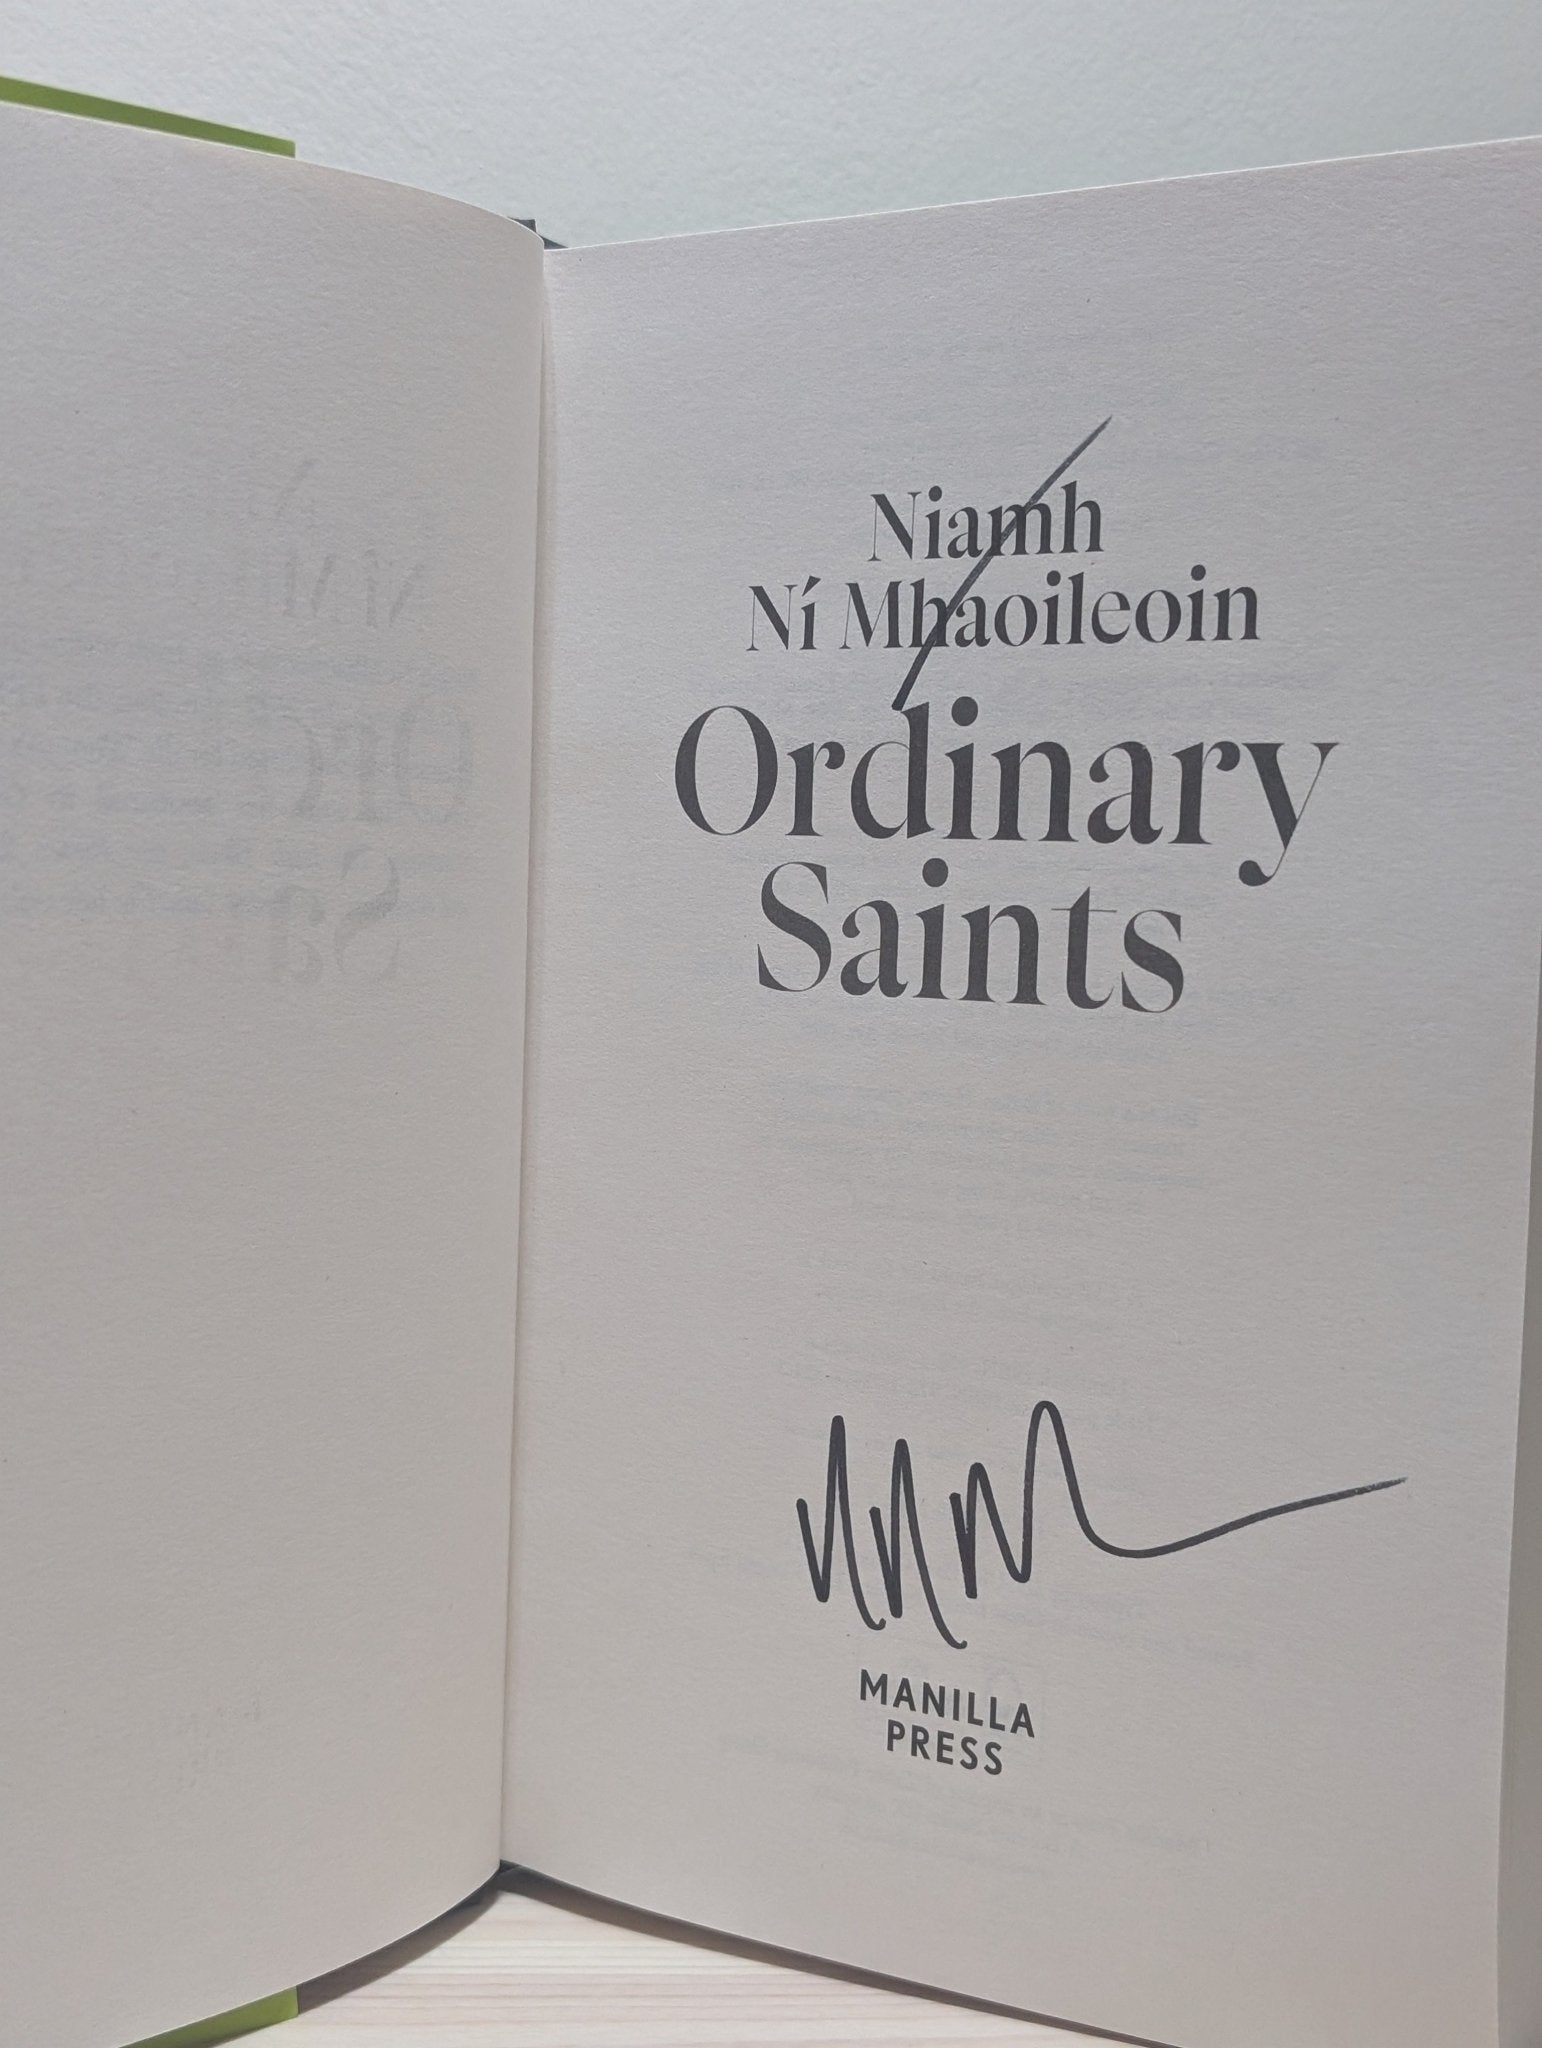 Niamh
Ní Mhaoileoin
Ordinary
Saints
MANILLA
PRESS